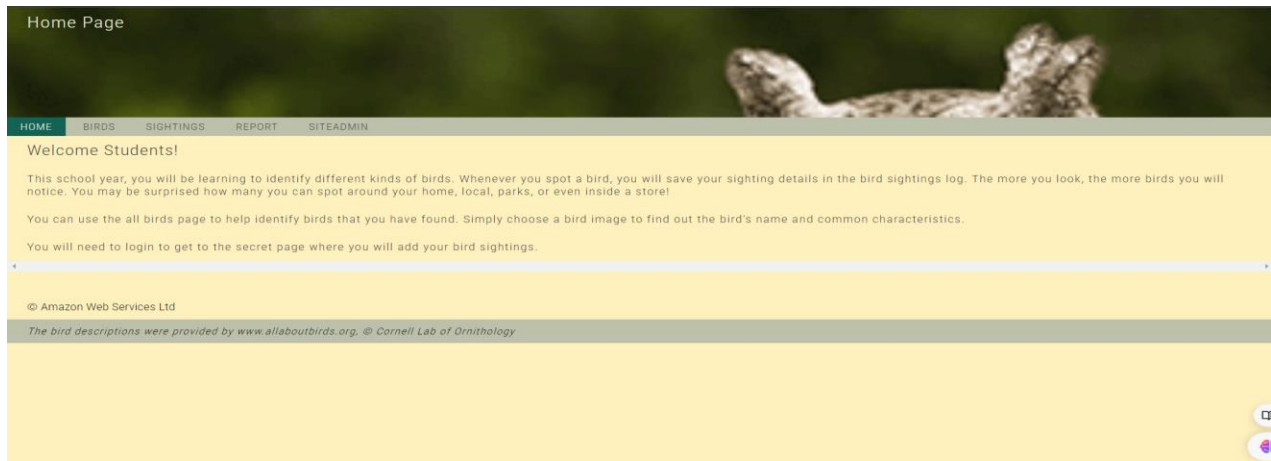 Home Page
HOME BIRDS SIGHTINGS REPORT SITEADMIN
Welcome Students!
This school year, you will be learning to identify different kinds of birds. Whenever you spot a bird, you will save your sighting details in the bird sightings log. The more you look, the more birds you will
notice. You may be surprised how many you can spot around your home, local, parks, or even inside a store!
You can use the all birds page to help identify birds that you have found. Simply choose a bird image to find out the bird's name and common characteristics.
You will need to login to get to the secret page where you will add your bird sightings.
© Amazon Web Services Ltd
The bird descriptions were provided by www.allaboutbirds.org, © Cornell Lab of Ornithology